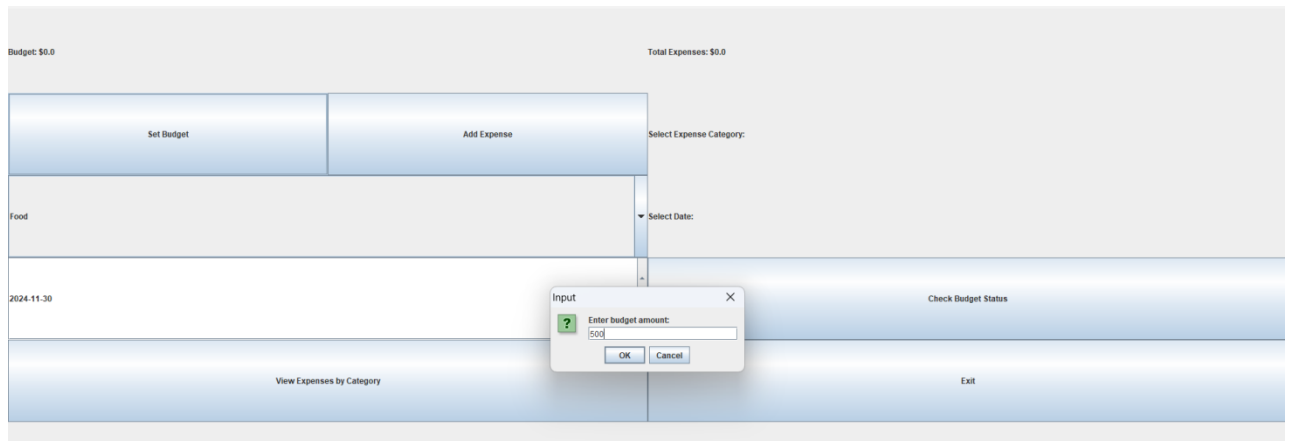 Budget: $0.0
Total Expenses: $0.0
Set Budget
Add Expense
Select Expense Category:
Food
Select Date:
2024-11-30
Check Budget Status
Input
Enter budget amount:
500
OK
Cancel
View Expenses by Category
Exit